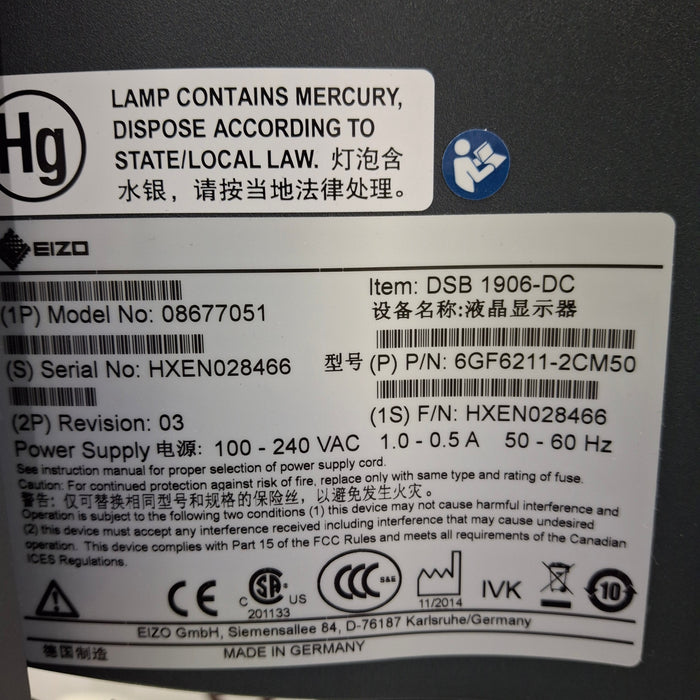 Hg
LAMP CONTAINS MERCURY,
DISPOSE ACCORDING TO
STATE/LOCAL LAW. 灯泡含
水银，请按当地法律处理。
EIZO
Item: DSB 1906-DC
(1P) Model No: 08677051
设备名称:液晶显示器
(S) Serial No: HXEN028466
型号 (P) P/N: 6GF6211-2CM50
(2P) Revision: 03
(1S) F/N: HXEN028466
Power Supply 电源: 100 - 240 VAC 1.0 - 0.5 A 50 - 60 Hz
See instruction manual for proper selection of power supply cord.
Caution: For continued protection against risk of fire, replace only with same type and rating of fuse.
警告: 仅可替换相同型号和规格的保险丝，以避免发生火灾。
Operation is subject to the following two conditions (1) this device may not cause harmful interference and
(2) this device must accept any interference received including interference that may cause undesired
operation. This device complies with Part 15 of the FCC Rules and meets all requirements of the Canadian
ICES Regulations.
CE
C SA ® US
201133
CCC S&E
11/2014
IVK
10
EIZO GmbH, Siemensallee 84, D-76187 Karlsruhe/Germany
德国制造 MADE IN GERMANY